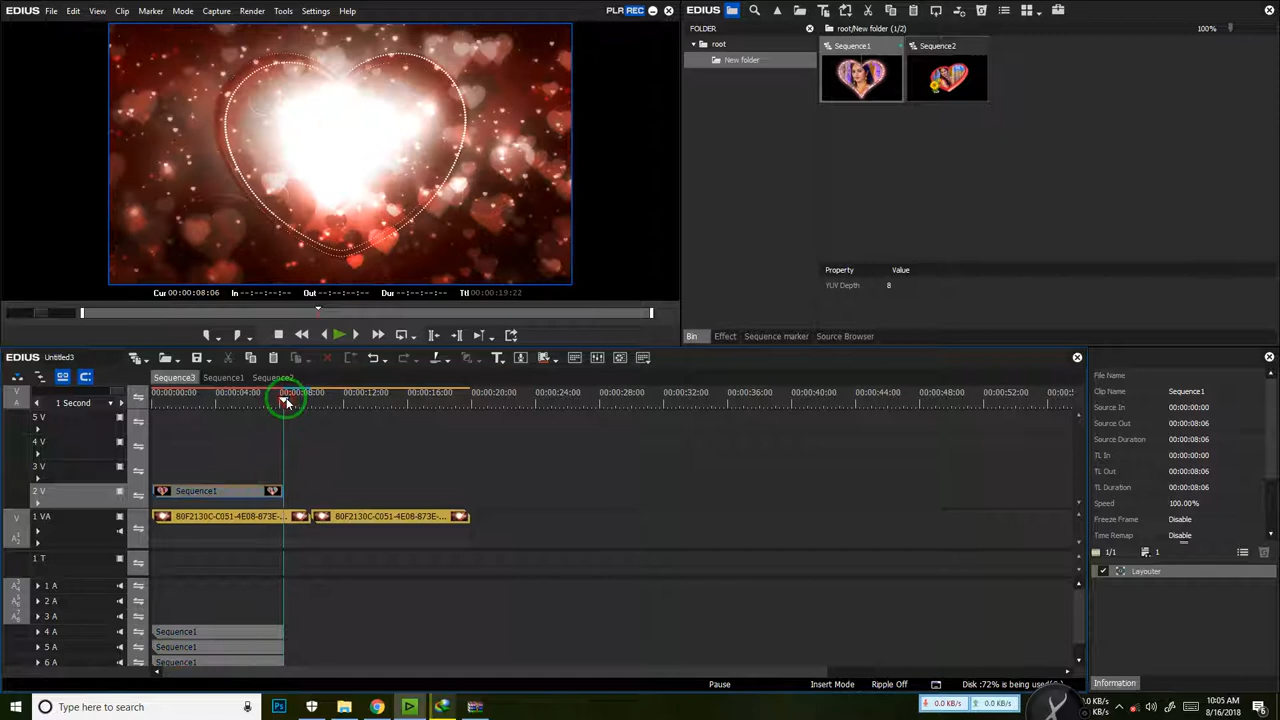 EDIUS File Edit View Clip Marker Mode Capture Render Tools Settings Help PLR REC
Cur 00:00:08:06 In --:--:--:-- Out --:--:--:-- Dur --:--:--:-- Ttl 00:00:19:22
FOLDER
root
New folder
root/New folder (1/2)
100%
Sequence1
Sequence2
Property Value
YUV Depth 8
Bin Effect Sequence marker Source Browser
EDIUS Untitled3
Sequence3 Sequence1 Sequence2
1 Second
00:00:00:00 00:00:04:00 00:00:08:00 00:00:12:00 00:00:16:00 00:00:20:00 00:00:24:00 00:00:28:00 00:00:32:00 00:00:36:00 00:00:40:00 00:00:44:00 00:00:48:00 00:00:52:00
5 V
4 V
3 V
2 V
Sequence1
V
1 VA
80F2130C-C051-4E08-873E-...
80F2130C-C051-4E08-873E-...
1 T
1 A
2 A
3 A
4 A
Sequence1
5 A
Sequence1
6 A
Sequence1
File Name
Clip Name Sequence1
Source In 00:00:00:00
Source Out 00:00:08:06
Source Duration 00:00:08:06
TL In 00:00:00:00
TL Out 00:00:08:06
TL Duration 00:00:08:06
Speed 100.00%
Freeze Frame Disable
Time Remap Disable
1/1 1
Layouter
Information
Pause Insert Mode Ripple Off Disk :72% is being used(
Type here to search
0.0 KB/s 0.0 KB/s
KB/s
KB/s
10:05 AM
8/16/2018